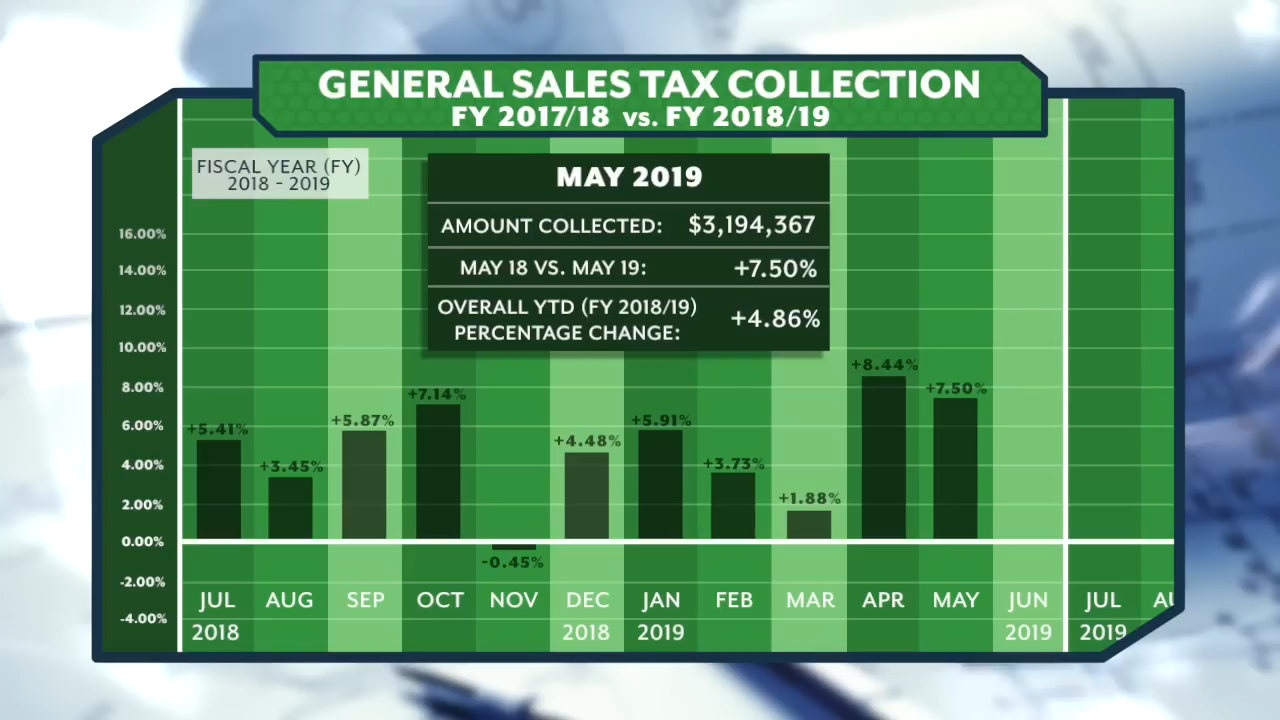 GENERAL SALES TAX COLLECTION
FY 2017/18 vs. FY 2018/19
FISCAL YEAR (FY)
2018 - 2019
MAY 2019
AMOUNT COLLECTED: $3,194,367
MAY 18 VS. MAY 19: +7.50%
OVERALL YTD (FY 2018/19)
PERCENTAGE CHANGE: +4.86%
16.00%
14.00%
12.00%
10.00%
8.00%
6.00%
4.00%
2.00%
0.00%
-2.00%
-4.00%
+5.41%
+3.45%
+5.87%
+7.14%
-0.45%
+4.48%
+5.91%
+3.73%
+1.88%
+8.44%
+7.50%
JUL AUG SEP OCT NOV DEC JAN FEB MAR APR MAY JUN JUL AU
2018 2018 2019 2019 2019